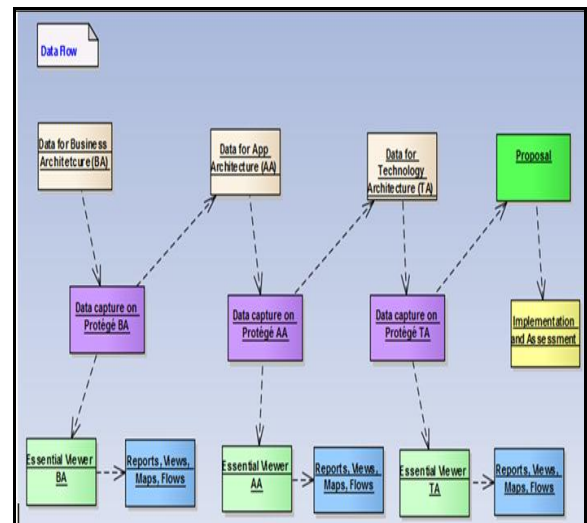 Data Flow
Data for Business
Architetcure (BA)
Data for App
Architecture (AA)
Data for
Technology
Architecture (TA)
Proposal
Data capture on
Protégé BA
Data capture on
Protégé AA
Data capture on
Protégé TA
Implementation
and Assessment
Essential Viewer
BA
Reports, Views,
Maps, Flows
Essential Viewer
AA
Reports, Views,
Maps, Flows
Essential Viewer
TA
Reports, Views,
Maps, Flows